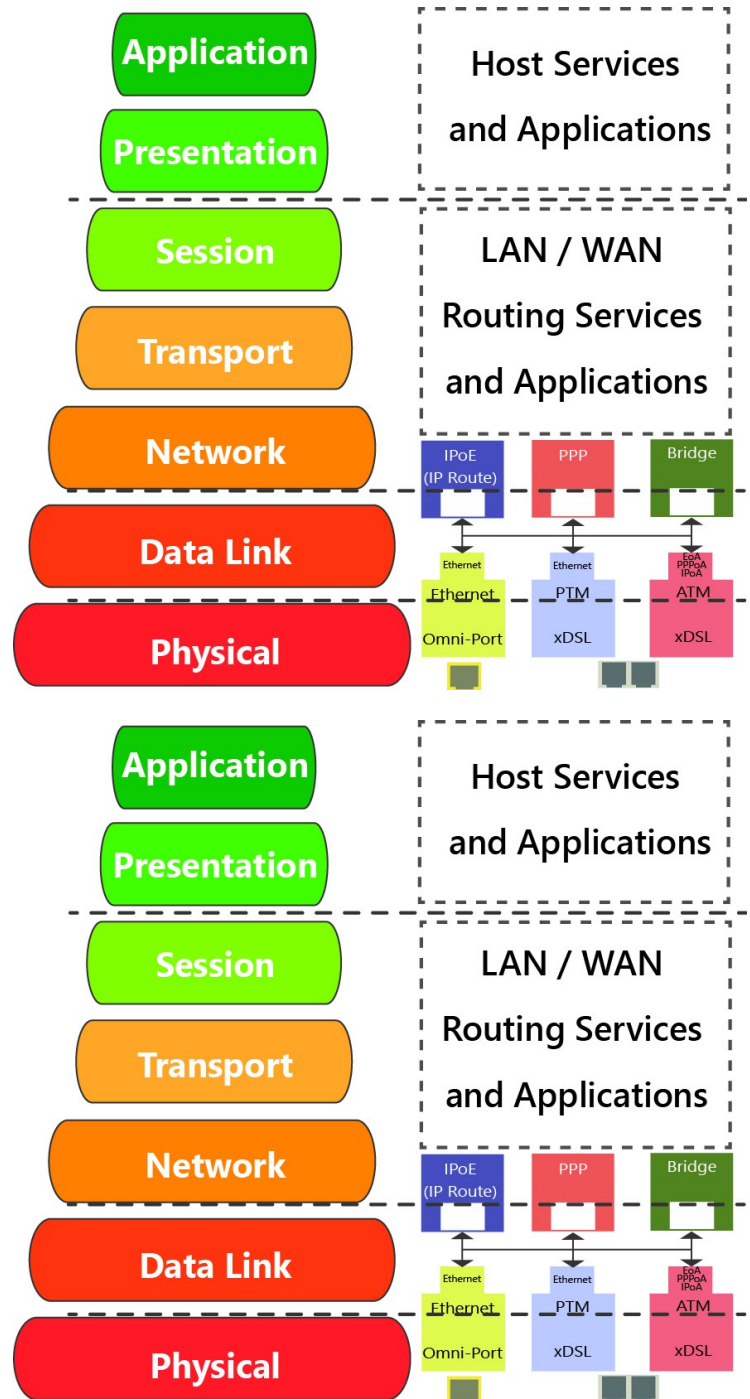 Application
Host Services
and Applications
Presentation
Session
LAN / WAN
Routing Services
and Applications
Transport
Network
IPoE
(IP Route)
PPP
Bridge
Data Link
Ethernet
Ethernet
EoA
PPPoA
IPoA
Ethernet
PTM
ATM
Physical
Omni-Port
xDSL
xDSL
Application
Host Services
and Applications
Presentation
Session
LAN / WAN
Routing Services
and Applications
Transport
Network
IPoE
(IP Route)
PPP
Bridge
Data Link
Ethernet
Ethernet
EoA
PPPoA
IPoA
Ethernet
PTM
ATM
Physical
Omni-Port
xDSL
xDSL